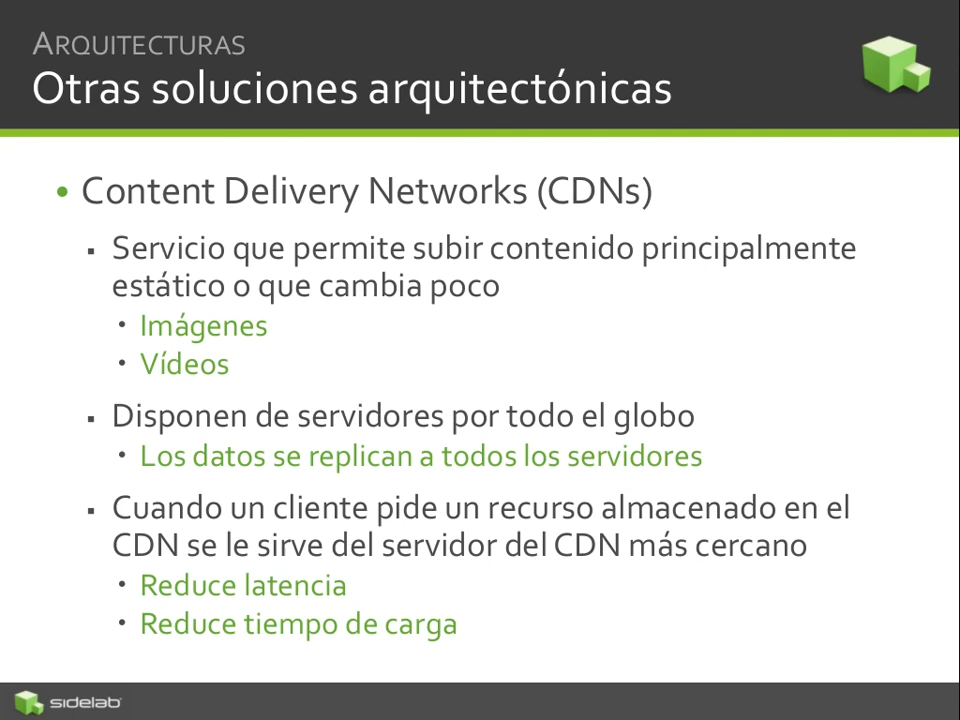 ARQUITECTURAS
Otras soluciones arquitectónicas
• Content Delivery Networks (CDNs)
▪ Servicio que permite subir contenido principalmente
estático o que cambia poco
• Imágenes
• Vídeos
▪ Disponen de servidores por todo el globo
• Los datos se replican a todos los servidores
▪ Cuando un cliente pide un recurso almacenado en el
CDN se le sirve del servidor del CDN más cercano
• Reduce latencia
• Reduce tiempo de carga
sidelab